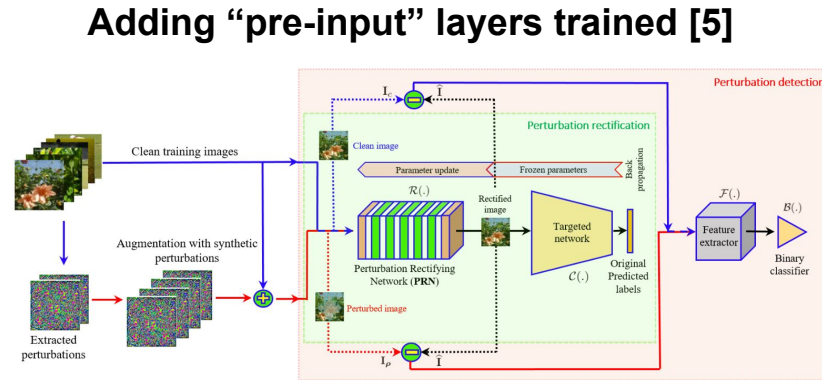 Adding “pre-input” layers trained [5]
Perturbation detection
I_c
Î
Perturbation rectification
Clean training images
Clean image
Parameter update
Frozen parameters
Back
propagation
R(.)
Rectified
image
Targeted
network
C(.)
F(.)
Feature
extractor
B(.)
Binary
classifier
Original
Predicted
labels
Augmentation with synthetic
perturbations
Perturbation Rectifying
Network (PRN)
Perturbed image
Extracted
perturbations
I_ρ
Î